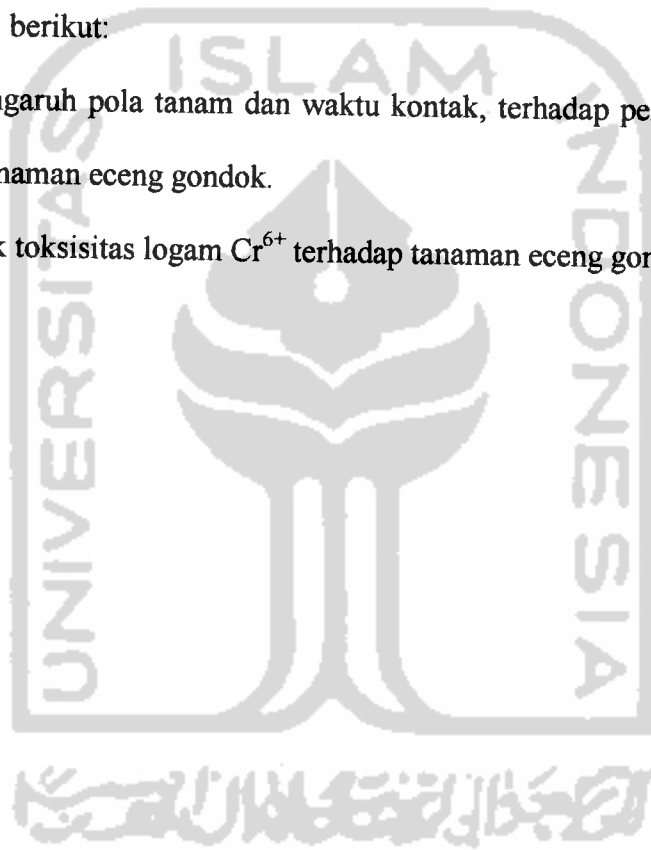 berikut:
ngaruh pola tanam dan waktu kontak, terhadap pe
naman eceng gondok.
k toksisitas logam Cr⁶⁺ terhadap tanaman eceng gon
ISLAM
UNIVERSITAS
INDONESIA